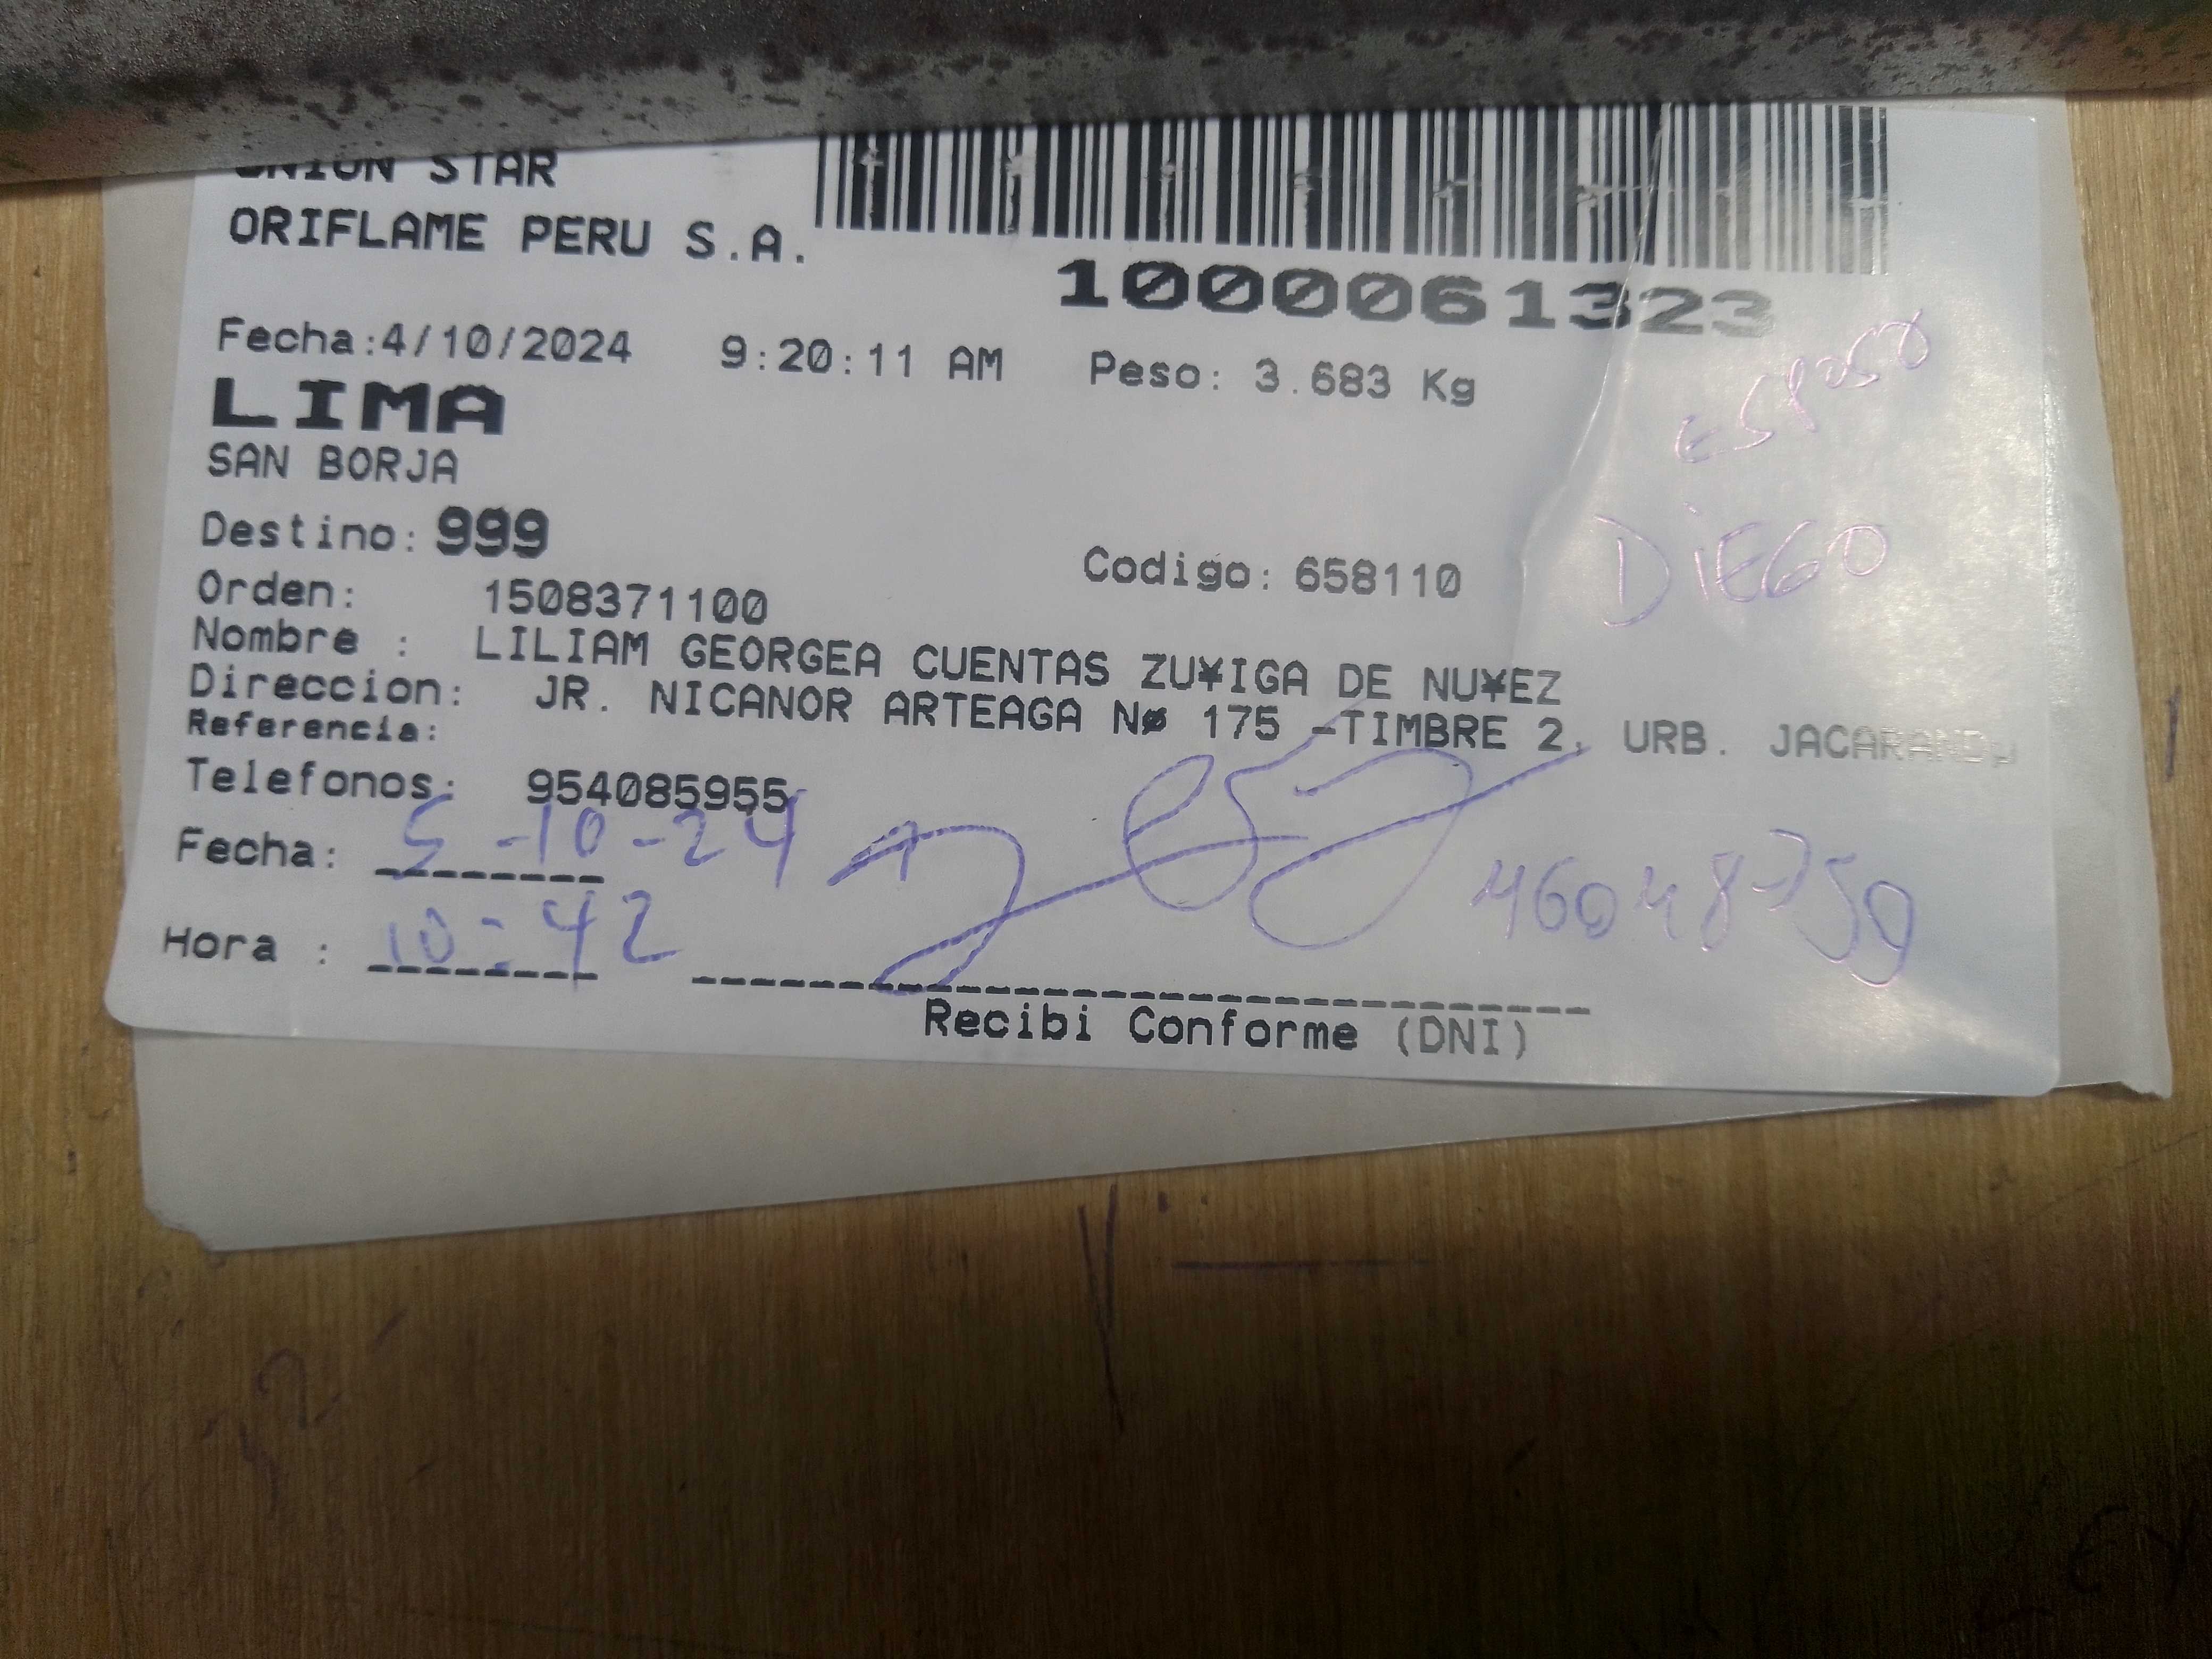 UNION STAR
ORIFLAME PERU S.A.
1000061323
Fecha:4/10/2024 9:20:11 AM Peso: 3.683 Kg
LIMA
SAN BORJA
esposo
DiEGO
Destino: 999
Codigo: 658110
Orden: 1508371100
Nombre : LILIAM GEORGEA CUENTAS ZU¥IGA DE NU¥EZ
Direccion: JR. NICANOR ARTEAGA Nø 175 -TIMBRE 2, URB. JACARANDA
Referencia:
Telefonos: 954085955
Fecha: 5-10-24
46048759
Hora : 10:42
Recibi Conforme (DNI)